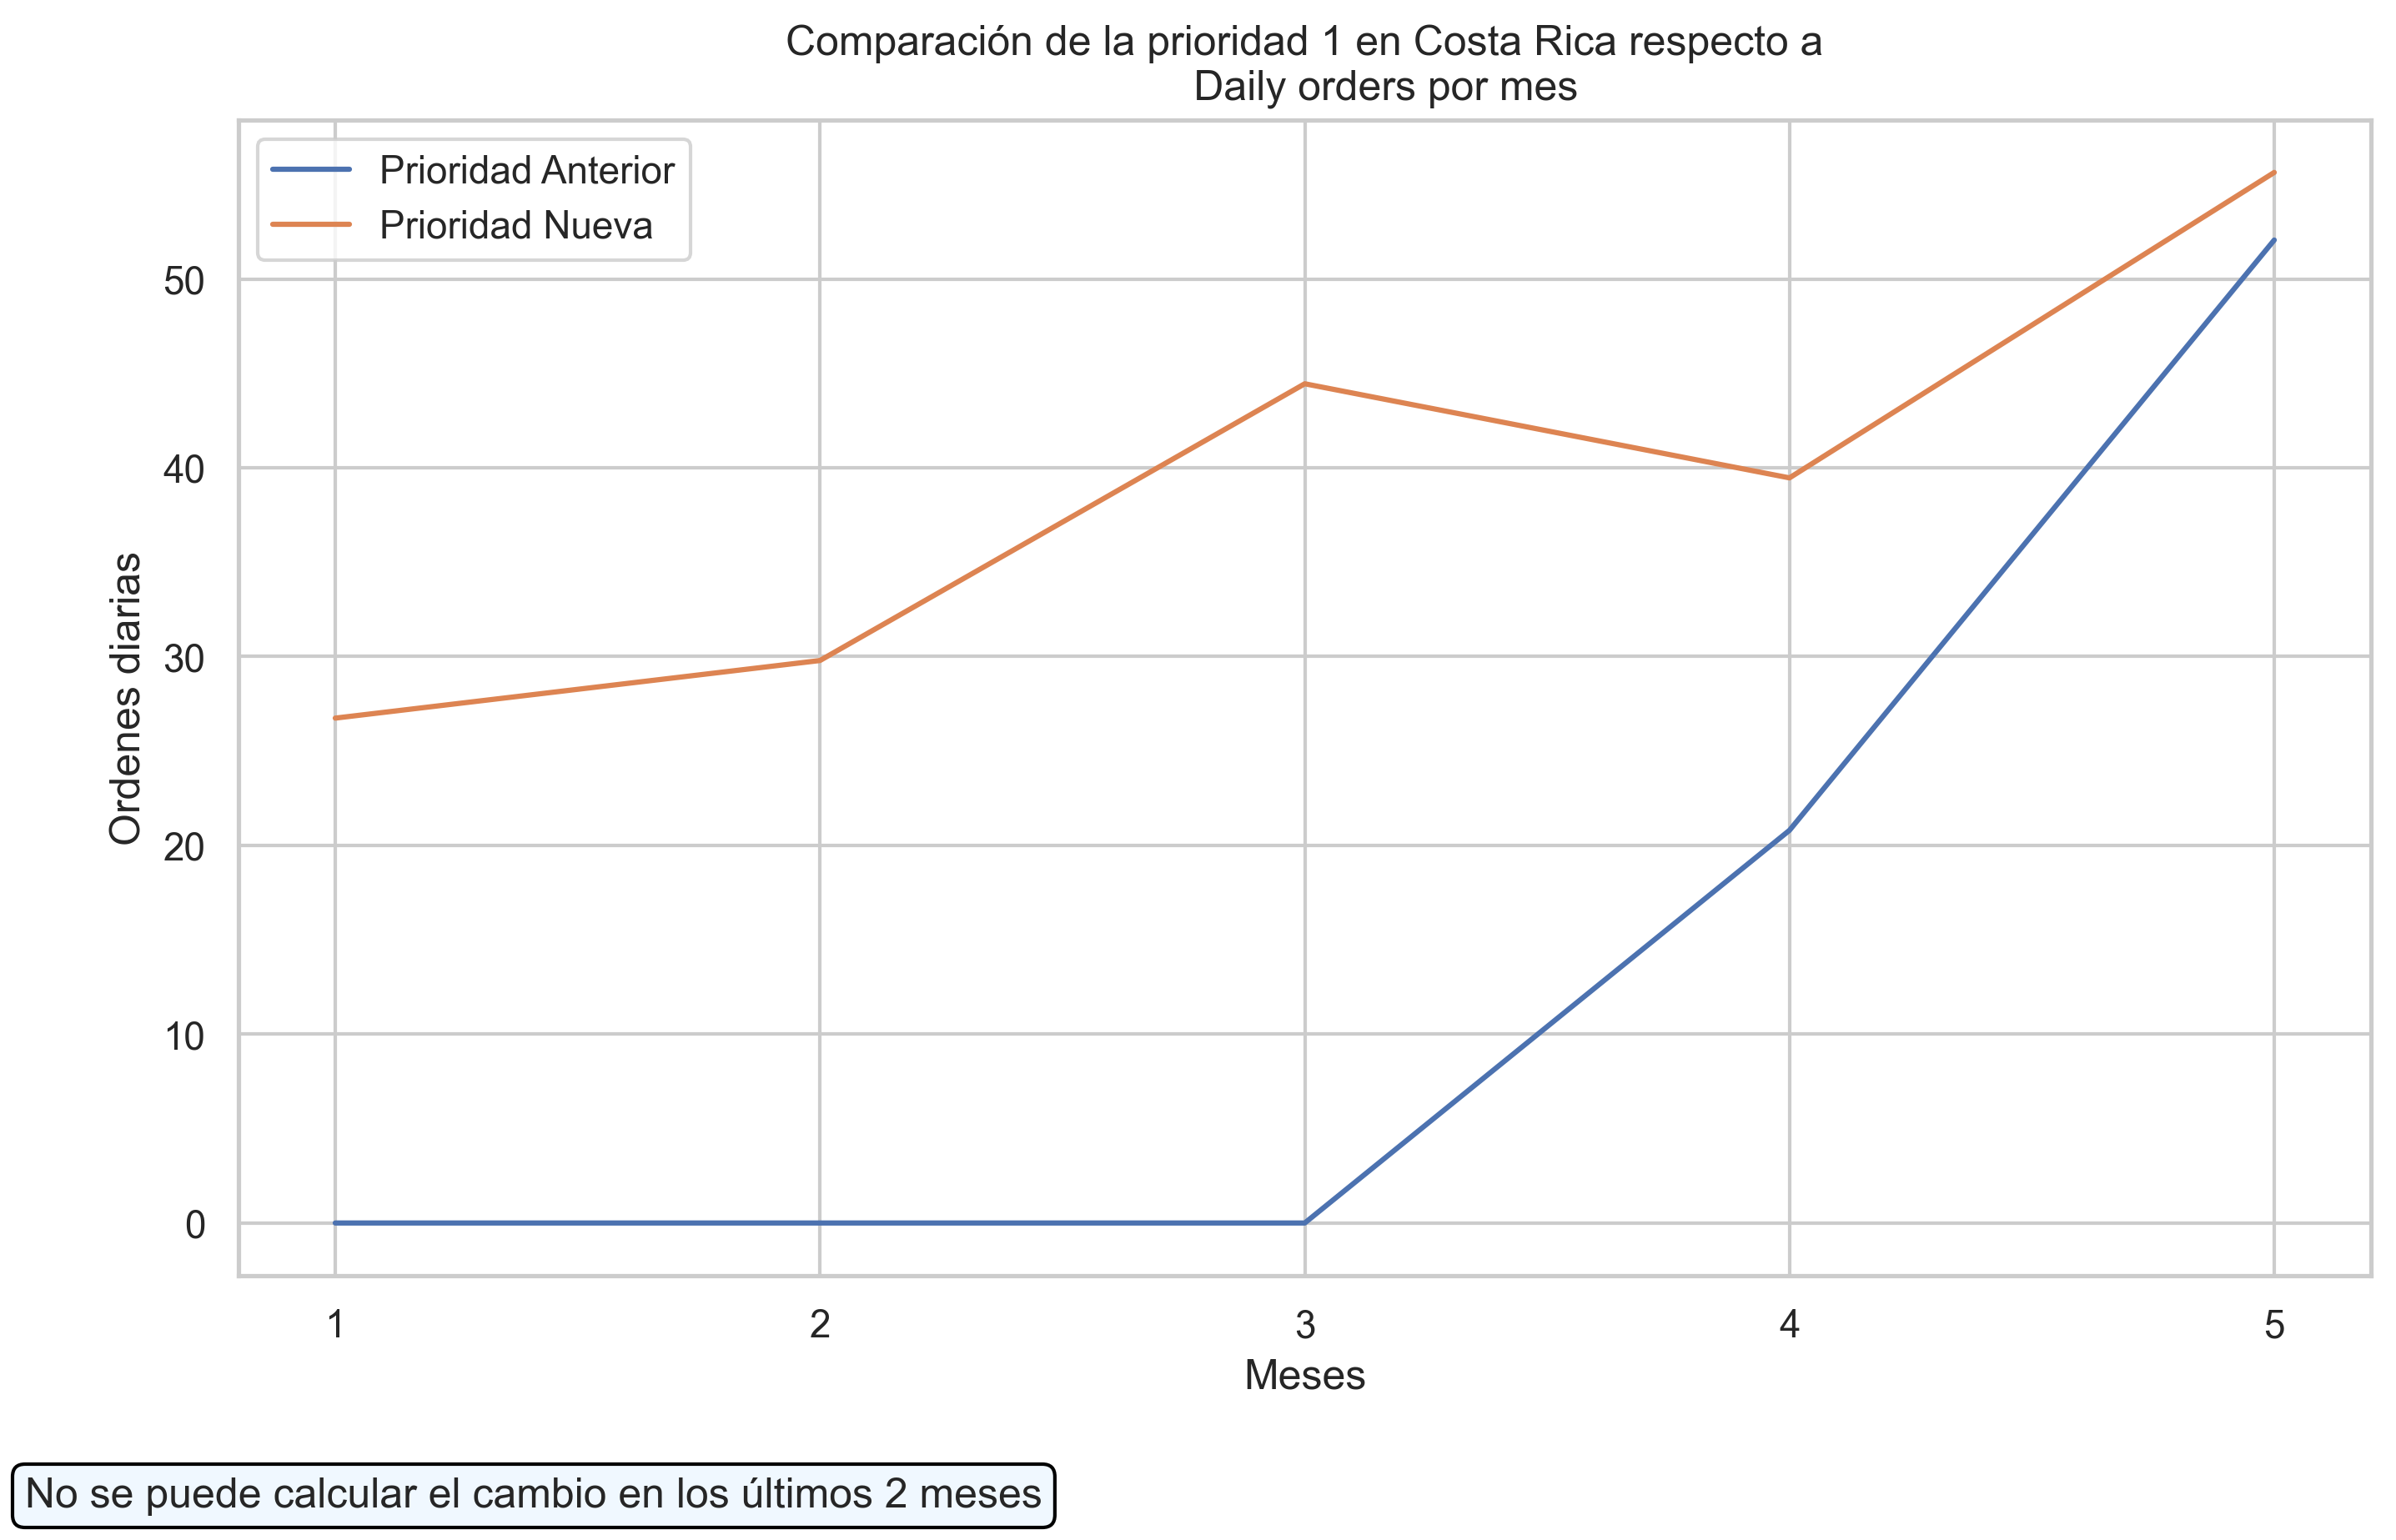 Comparación de la prioridad 1 en Costa Rica respecto a
Daily orders por mes
Prioridad Anterior
Prioridad Nueva
Ordenes diarias
50
40
30
20
10
0
1 2 3 4 5
Meses
No se puede calcular el cambio en los últimos 2 meses